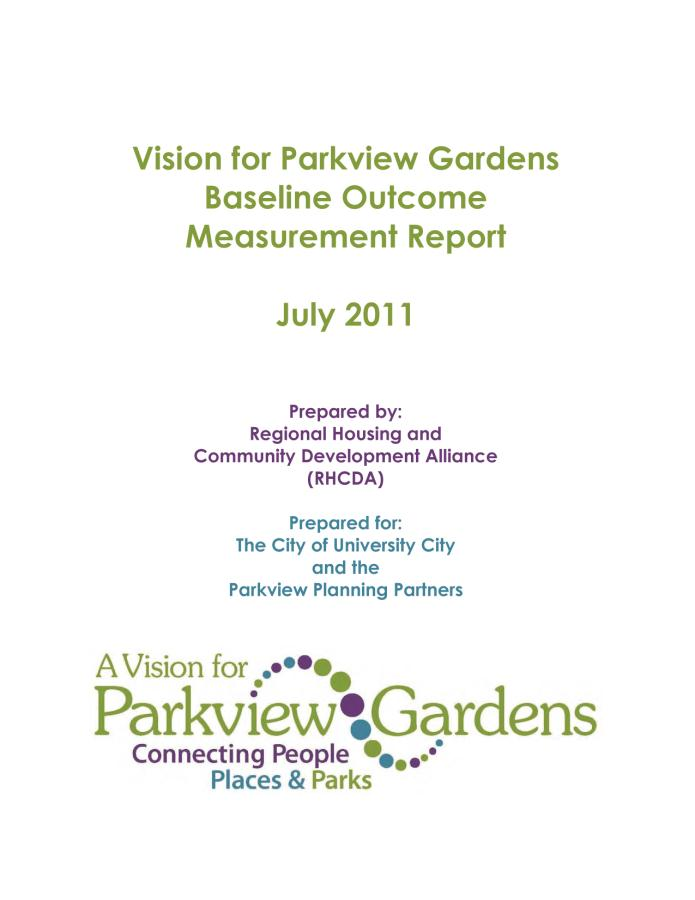 Vision for Parkview Gardens
Baseline Outcome
Measurement Report
July 2011
Prepared by:
Regional Housing and
Community Development Alliance
(RHCDA)
Prepared for:
The City of University City
and the
Parkview Planning Partners
A Vision for
Parkview Gardens
Connecting People
Places & Parks